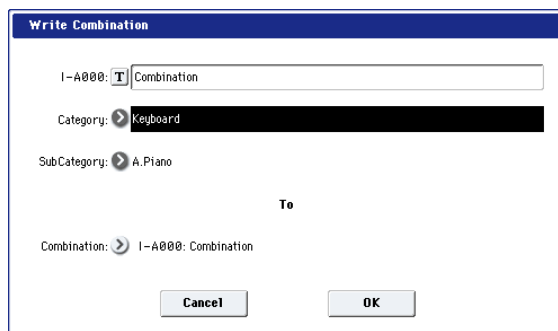 Write Combination
I-A000: T Combination
Category: Keyboard
SubCategory: A.Piano
To
Combination: I-A000: Combination
Cancel OK